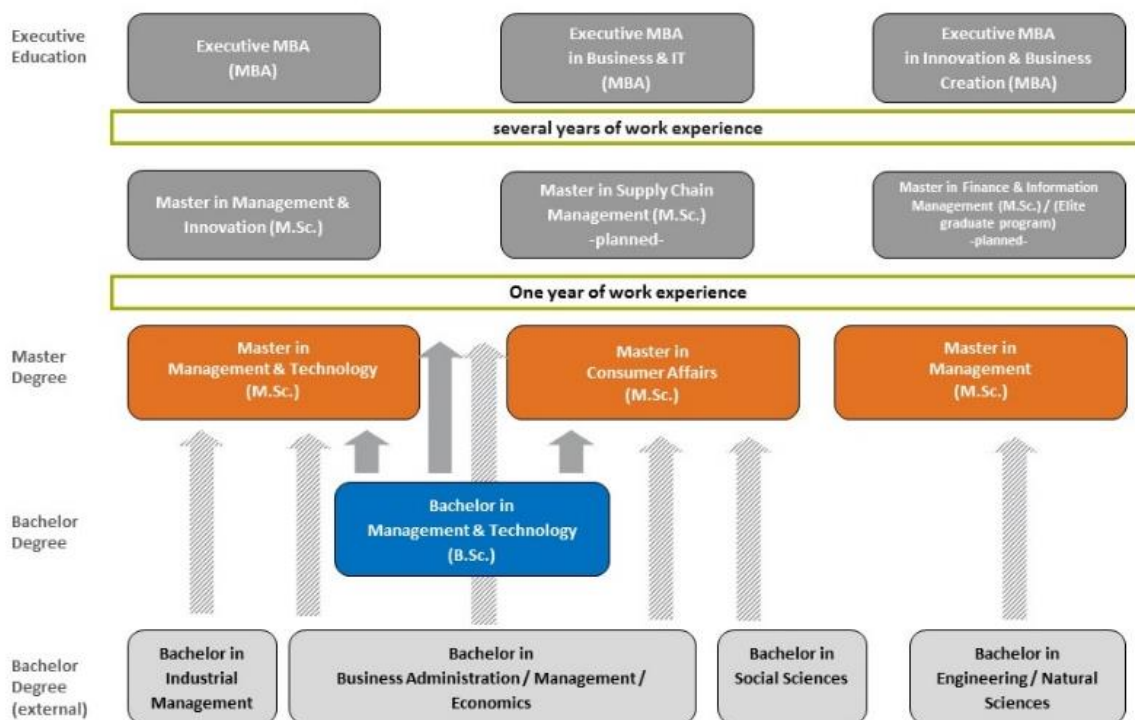 Executive
Education
Executive MBA
(MBA)
Executive MBA
in Business & IT
(MBA)
Executive MBA
in Innovation & Business
Creation (MBA)
several years of work experience
Master in Management &
Innovation (M.Sc.)
Master in Supply Chain
Management (M.Sc.)
-planned-
Master in Finance & Information
Management (M.Sc.) / (Elite
graduate program)
-planned-
One year of work experience
Master
Degree
Master in
Management & Technology
(M.Sc.)
Master in
Consumer Affairs
(M.Sc.)
Master in
Management
(M.Sc.)
Bachelor
Degree
Bachelor in
Management & Technology
(B.Sc.)
Bachelor
Degree
(external)
Bachelor in
Industrial
Management
Bachelor in
Business Administration / Management /
Economics
Bachelor in
Social Sciences
Bachelor in
Engineering / Natural
Sciences